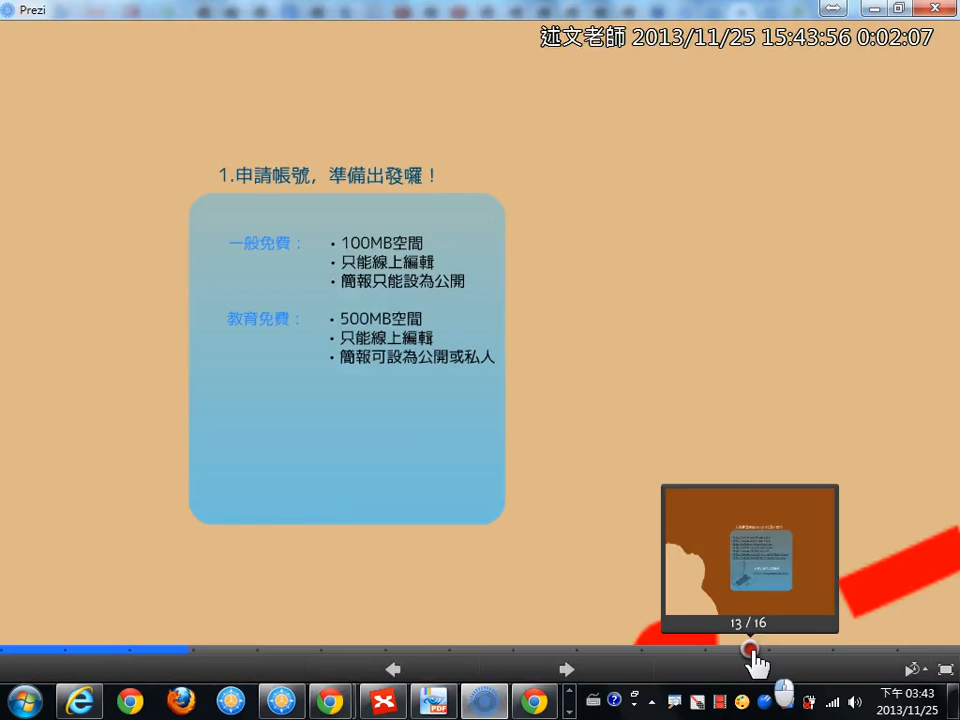 Prezi
述文老師 2013/11/25 15:43:56 0:02:07
1.申請帳號，準備出發囉！
一般免費： • 100MB空間
• 只能線上編輯
• 簡報只能設為公開
教育免費： • 500MB空間
• 只能線上編輯
• 簡報可設為公開或私人
13 / 16
PDF
下午 03:43
2013/11/25